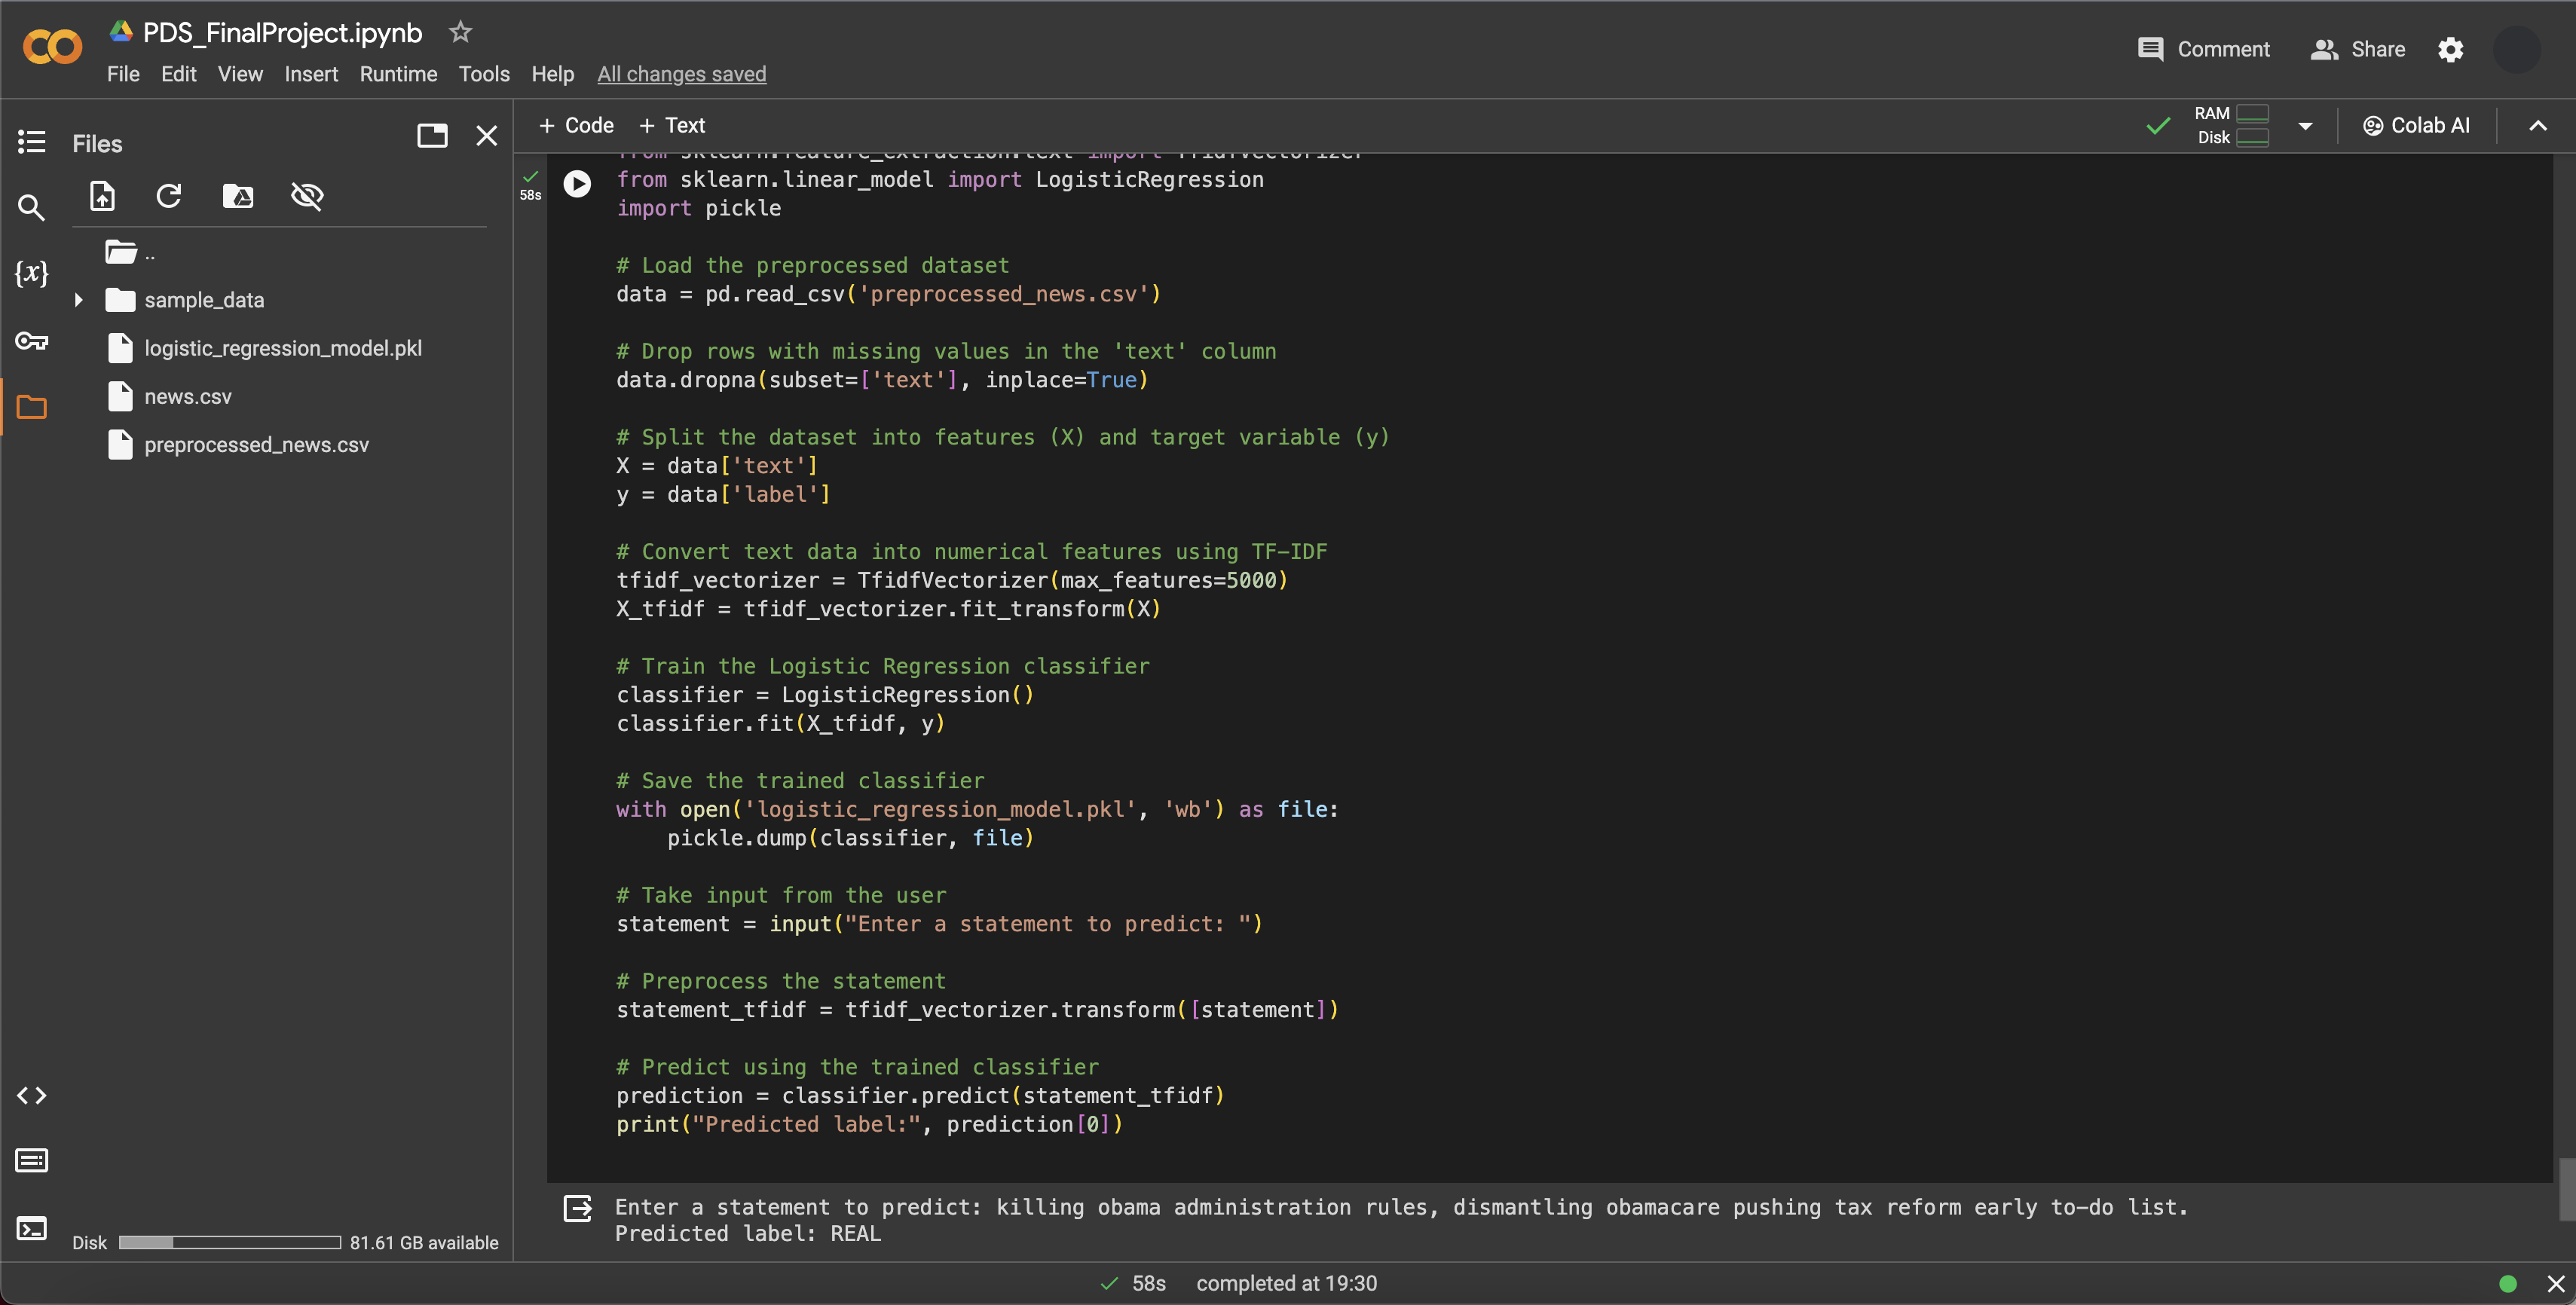 PDS_FinalProject.ipynb
File Edit View Insert Runtime Tools Help All changes saved
Comment Share
Files
+ Code + Text
RAM
Disk
Colab AI
{x}
..
sample_data
logistic_regression_model.pkl
news.csv
preprocessed_news.csv
Disk 81.61 GB available
58s
from sklearn.feature_extraction.text import TfidfVectorizer
from sklearn.linear_model import LogisticRegression
import pickle
# Load the preprocessed dataset
data = pd.read_csv('preprocessed_news.csv')
# Drop rows with missing values in the 'text' column
data.dropna(subset=['text'], inplace=True)
# Split the dataset into features (X) and target variable (y)
X = data['text']
y = data['label']
# Convert text data into numerical features using TF-IDF
tfidf_vectorizer = TfidfVectorizer(max_features=5000)
X_tfidf = tfidf_vectorizer.fit_transform(X)
# Train the Logistic Regression classifier
classifier = LogisticRegression()
classifier.fit(X_tfidf, y)
# Save the trained classifier
with open('logistic_regression_model.pkl', 'wb') as file:
    pickle.dump(classifier, file)
# Take input from the user
statement = input("Enter a statement to predict: ")
# Preprocess the statement
statement_tfidf = tfidf_vectorizer.transform([statement])
# Predict using the trained classifier
prediction = classifier.predict(statement_tfidf)
print("Predicted label:", prediction[0])
Enter a statement to predict: killing obama administration rules, dismantling obamacare pushing tax reform early to-do list.
Predicted label: REAL
58s completed at 19:30